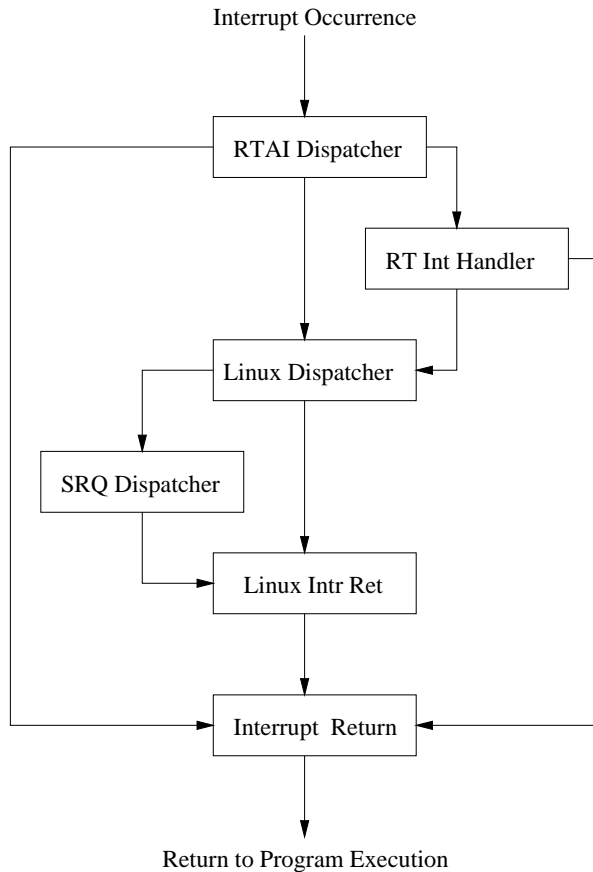 Interrupt Occurrence
RTAI Dispatcher
RT Int Handler
Linux Dispatcher
SRQ Dispatcher
Linux Intr Ret
Interrupt Return
Return to Program Execution